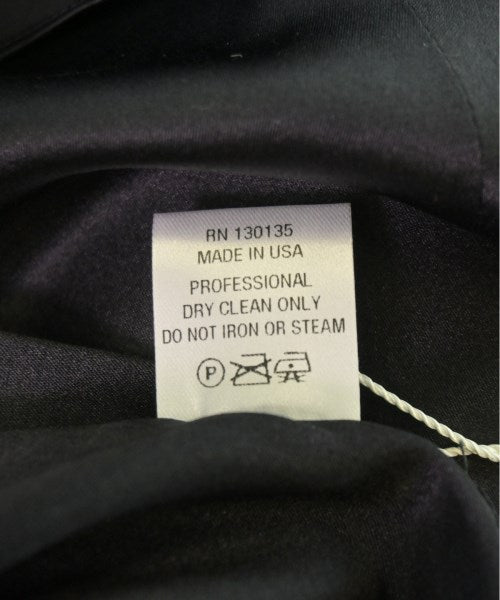 RN 130135
MADE IN USA
PROFESSIONAL
DRY CLEAN ONLY
DO NOT IRON OR STEAM
P